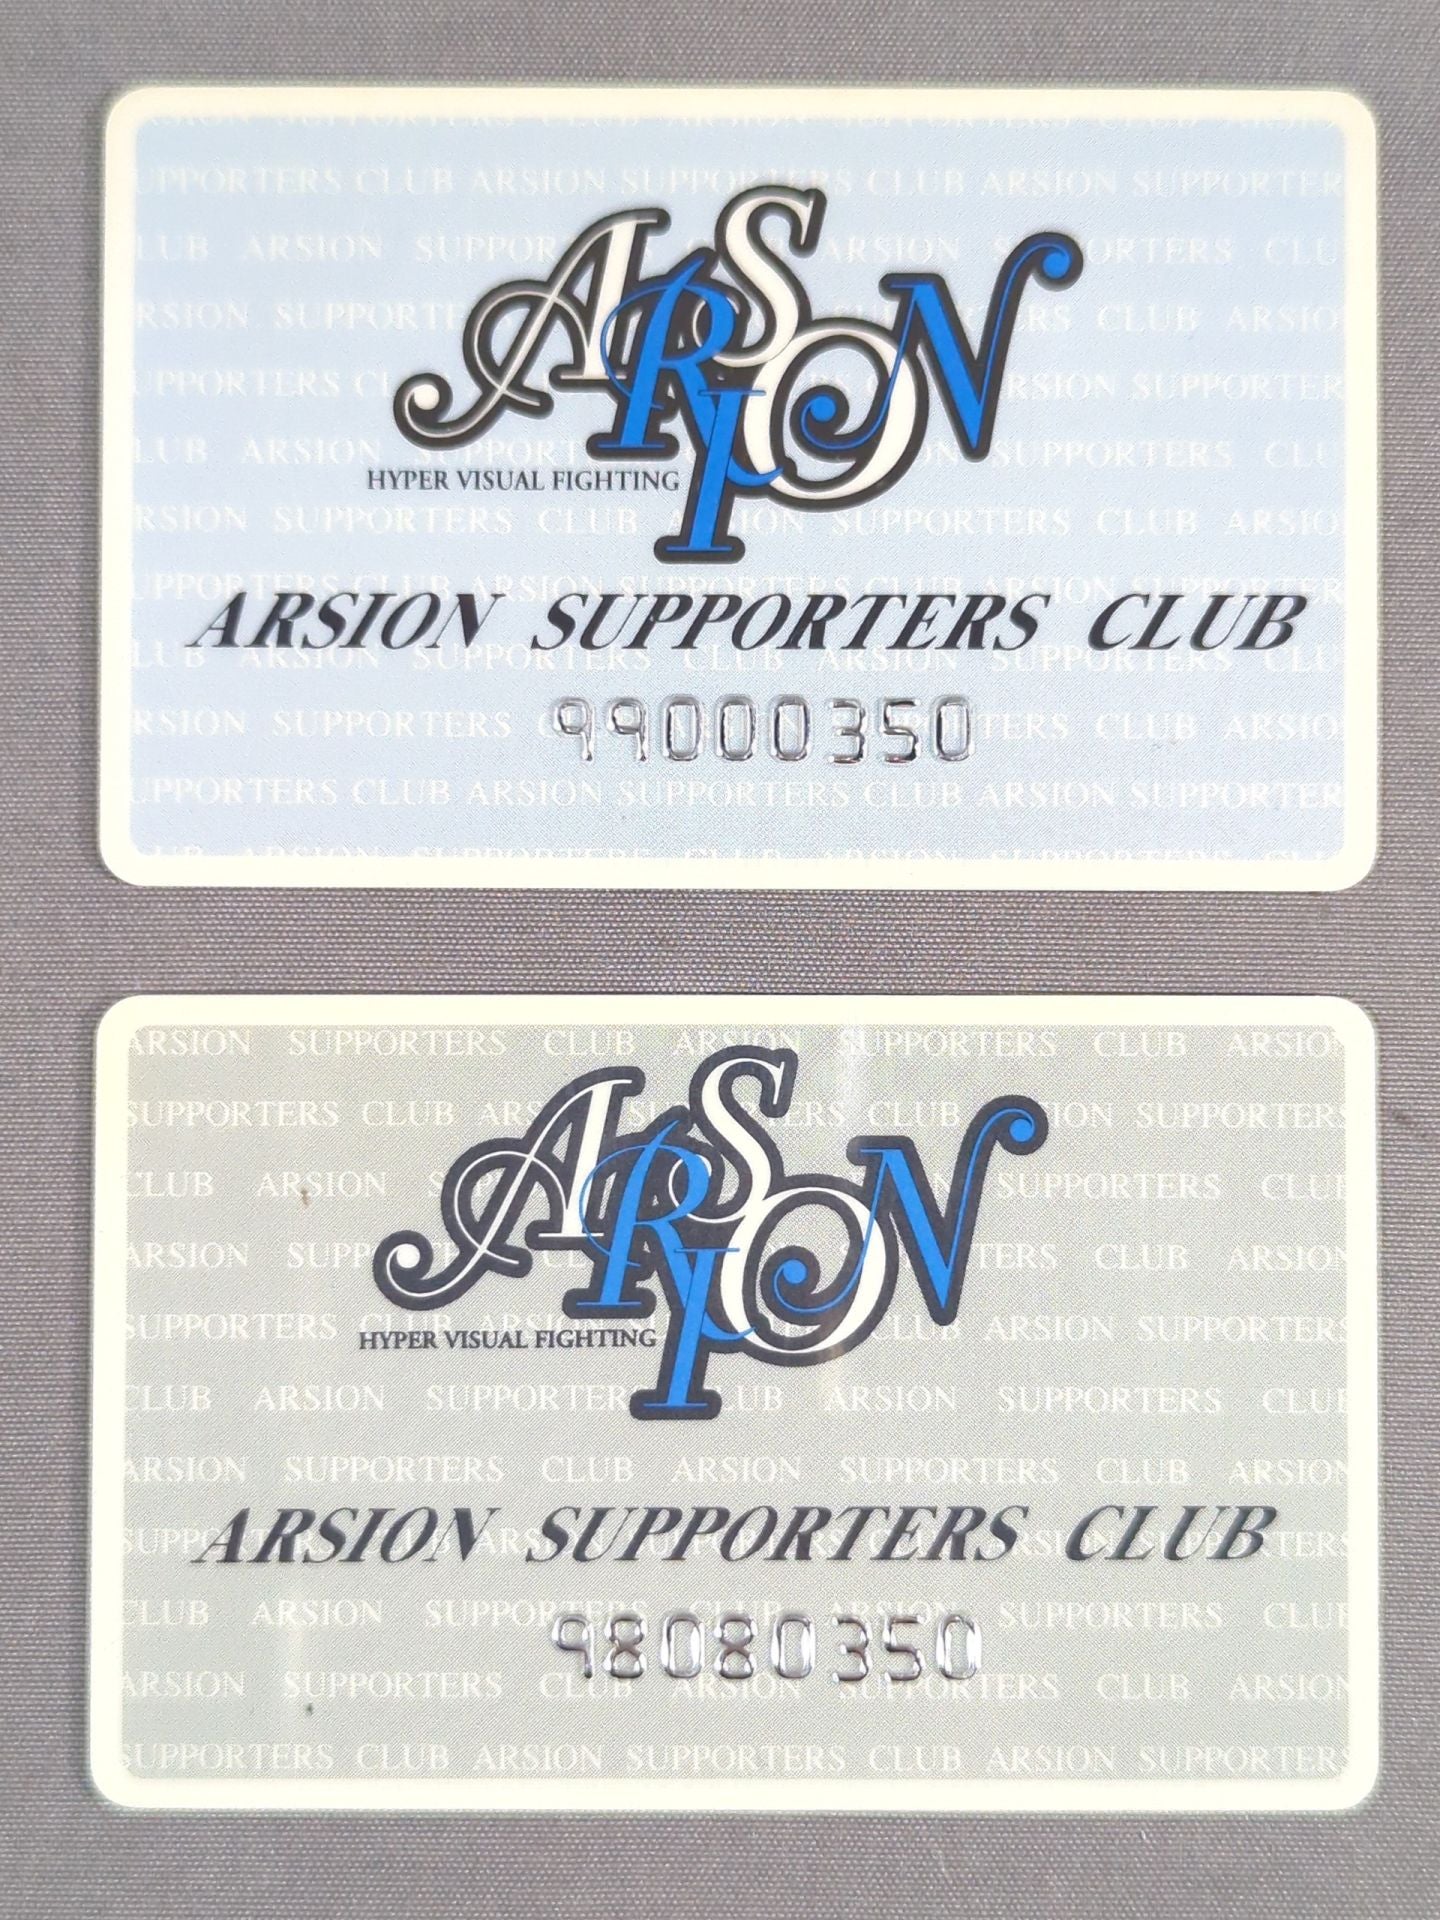 ARSION
HYPER VISUAL FIGHTING
ARSION SUPPORTERS CLUB
99000350
ARSION
HYPER VISUAL FIGHTING
ARSION SUPPORTERS CLUB
98080350